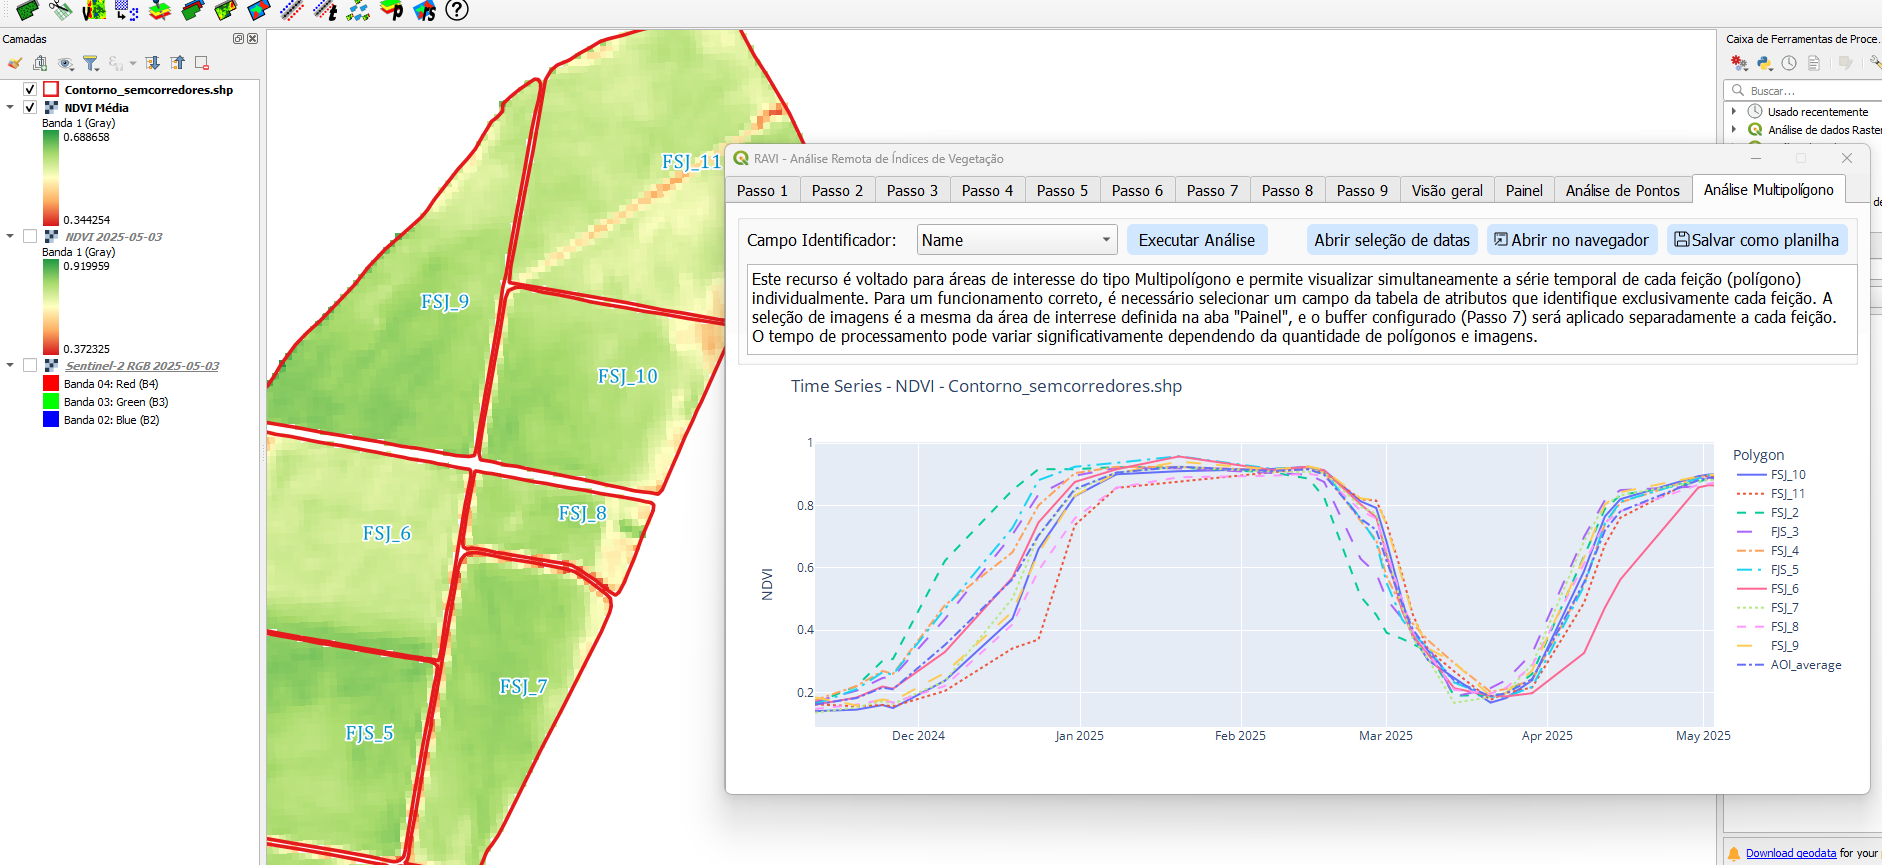 Camadas
Contorno_semcorredores.shp
NDVI Média
Banda 1 (Gray)
0.688658
0.344254
NDVI 2025-05-03
Banda 1 (Gray)
0.919959
0.372325
Sentinel-2 RGB 2025-05-03
Banda 04: Red (B4)
Banda 03: Green (B3)
Banda 02: Blue (B2)
FSJ_11
FSJ_9
FSJ_10
FSJ_8
FSJ_6
FSJ_7
FJS_5
RAVI - Análise Remota de Índices de Vegetação
Passo 1 Passo 2 Passo 3 Passo 4 Passo 5 Passo 6 Passo 7 Passo 8 Passo 9 Visão geral Painel Análise de Pontos Análise Multipolígono
Campo Identificador: Name Executar Análise Abrir seleção de datas Abrir no navegador Salvar como planilha
Este recurso é voltado para áreas de interesse do tipo Multipolígono e permite visualizar simultaneamente a série temporal de cada feição (polígono)
individualmente. Para um funcionamento correto, é necessário selecionar um campo da tabela de atributos que identifique exclusivamente cada feição. A
seleção de imagens é a mesma da área de interrese definida na aba "Painel", e o buffer configurado (Passo 7) será aplicado separadamente a cada feição.
O tempo de processamento pode variar significativamente dependendo da quantidade de polígonos e imagens.
Time Series - NDVI - Contorno_semcorredores.shp
NDVI
1
0.8
0.6
0.4
0.2
Dec 2024 Jan 2025 Feb 2025 Mar 2025 Apr 2025 May 2025
Polygon
FSJ_10
FSJ_11
FSJ_2
FJS_3
FSJ_4
FJS_5
FSJ_6
FSJ_7
FSJ_8
FSJ_9
AOI_average
Caixa de Ferramentas de Proce...
Buscar...
Usado recentemente
Análise de dados Raster
de
Download geodata for your